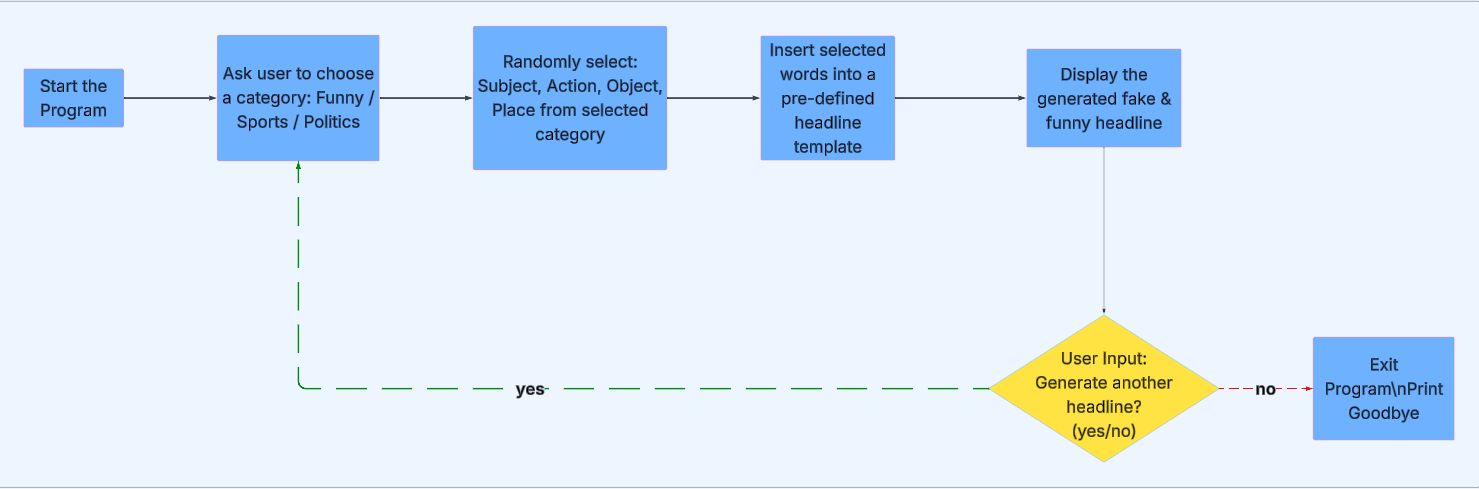 Start the
Program
Ask user to choose
a category: Funny /
Sports / Politics
Randomly select:
Subject, Action, Object,
Place from selected
category
Insert selected
words into a
pre-defined
headline
template
Display the
generated fake &
funny headline
User Input:
Generate another
headline?
(yes/no)
yes
no
Exit
Program\nPrint
Goodbye